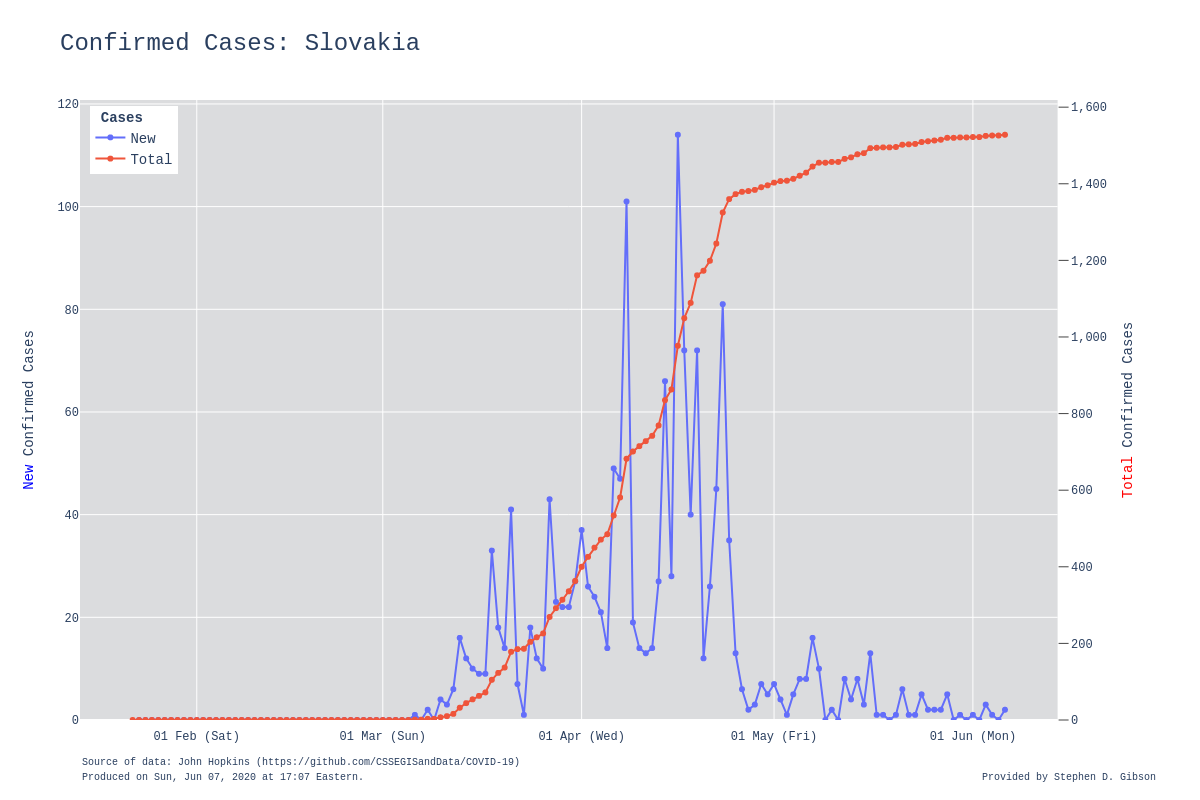 Confirmed Cases: Slovakia
Cases
New
Total
120
100
80
60
40
20
0
1,600
1,400
1,200
1,000
800
600
400
200
0
New Confirmed Cases
Total Confirmed Cases
01 Feb (Sat)
01 Mar (Sun)
01 Apr (Wed)
01 May (Fri)
01 Jun (Mon)
Source of data: John Hopkins (https://github.com/CSSEGISandData/COVID-19)
Produced on Sun, Jun 07, 2020 at 17:07 Eastern.
Provided by Stephen D. Gibson